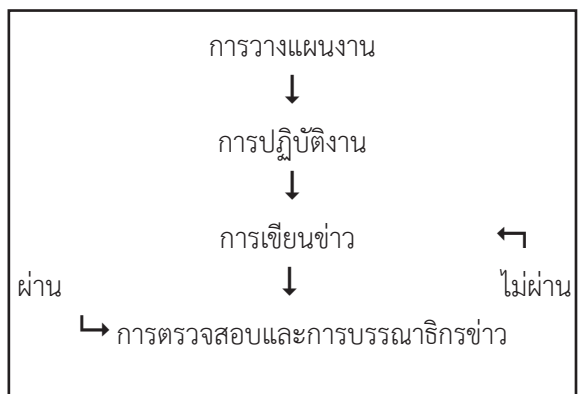 การวางแผนงาน
การปฏิบัติงาน
การเขียนข่าว
ผ่าน ไม่ผ่าน
การตรวจสอบและการบรรณาธิกรข่าว